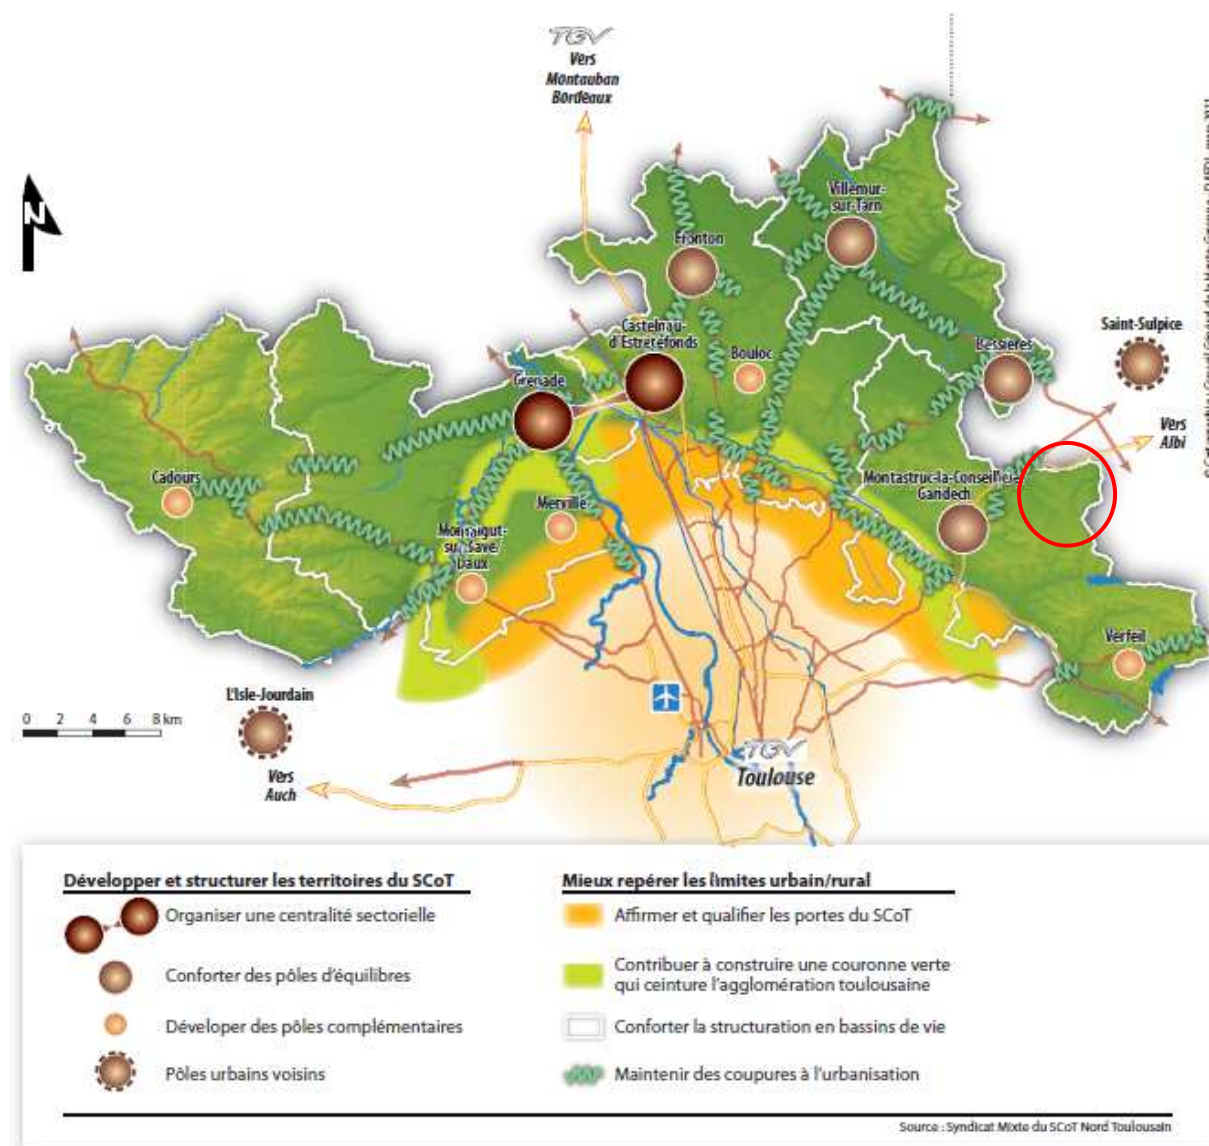 TGV
Vers
Montauban
Bordeaux
N
Villemur-
sur-Tarn
Fronton
Castelnau-
d'Estretefonds
Bouloc
Bessières
Saint-Sulpice
Grenade
Vers
Albi
Cadours
Merville
Montastruc-la-Conseillère
Garidech
Montaigut-
sur-Save/
Daux
Verfeil
L'Isle-Jourdain
0 2 4 6 8 km
TGV
Toulouse
Vers
Auch
Développer et structurer les territoires du SCoT
Organiser une centralité sectorielle
Conforter des pôles d'équilibres
Déveloper des pôles complémentaires
Pôles urbains voisins
Mieux repérer les limites urbain/rural
Affirmer et qualifier les portes du SCoT
Contribuer à construire une couronne verte
qui ceinture l'agglomération toulousaine
Conforter la structuration en bassins de vie
Maintenir des coupures à l'urbanisation
Source : Syndicat Mixte du SCoT Nord Toulousain